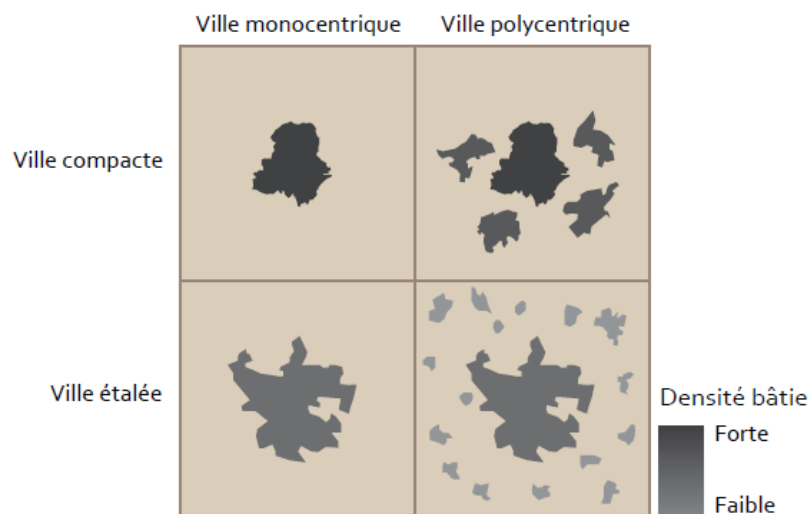 Ville monocentrique
Ville polycentrique
Ville compacte
Ville étalée
Densité bâtie
Forte
Faible